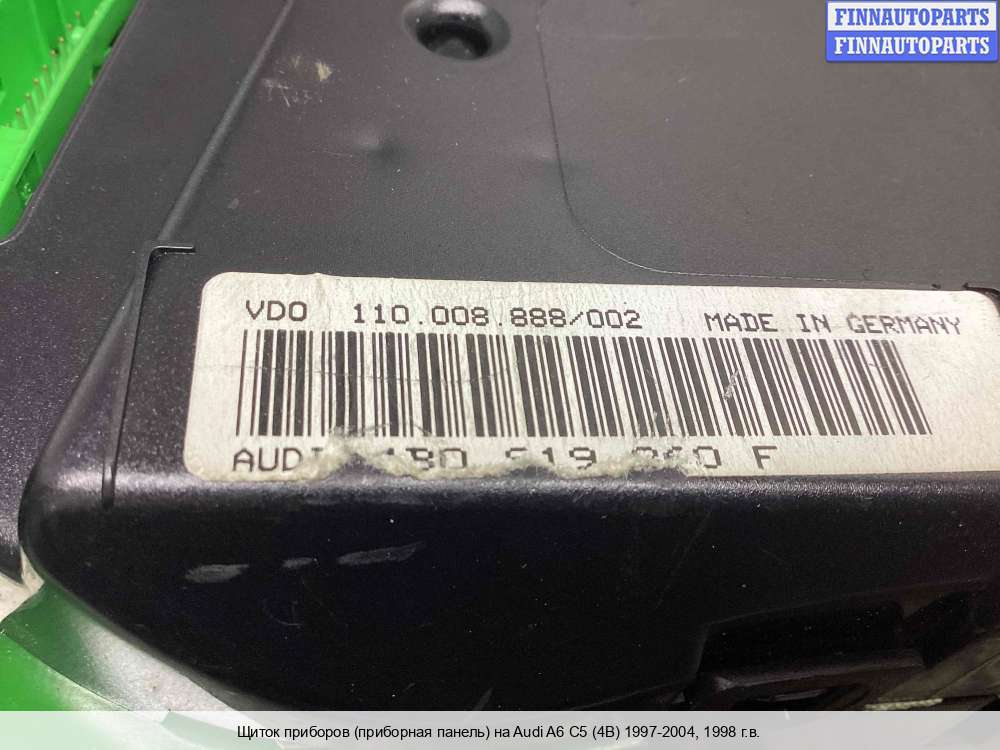 FINNAUTOPARTS
FINNAUTOPARTS
VDO 110.008.888/002 MADE IN GERMANY
AUDI F
Щиток приборов (приборная панель) на Audi A6 C5 (4B) 1997-2004, 1998 г.в.